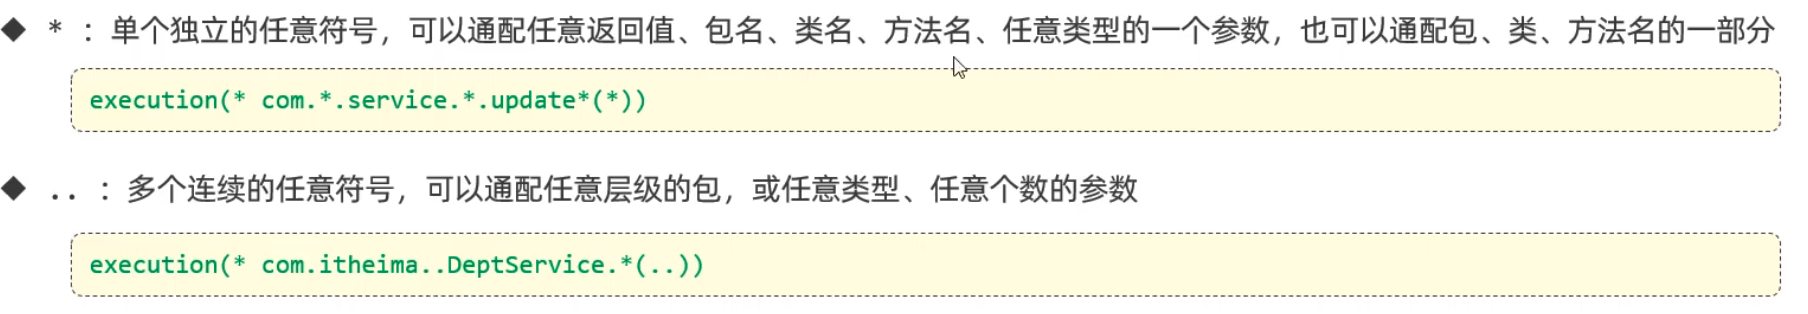 ◆ * ：单个独立的任意符号，可以通配任意返回值、包名、类名、方法名、任意类型的一个参数，也可以通配包、类、方法名的一部分
execution(* com.*.service.*.update*(*))
◆ .. ：多个连续的任意符号，可以通配任意层级的包，或任意类型、任意个数的参数
execution(* com.itheima..DeptService.*(..))